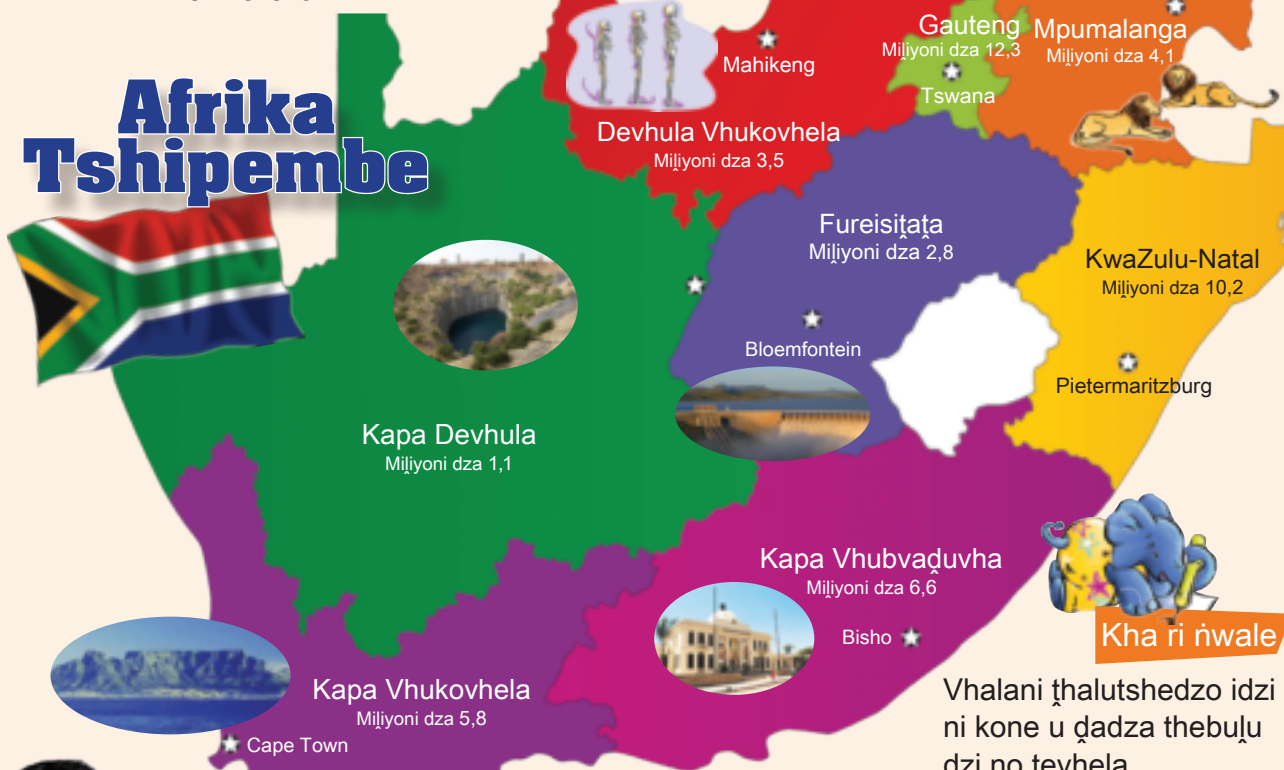 Afrika
Tshipembe
Mahikeng
Devhula Vhukovhela
Miḽiyoni dza 3,5
Gauteng
Miḽiyoni dza 12,3
Tswana
Mpumalanga
Miḽiyoni dza 4,1
Fureisiṱaṱa
Miḽiyoni dza 2,8
Bloemfontein
KwaZulu-Natal
Miḽiyoni dza 10,2
Pietermaritzburg
Kapa Devhula
Miḽiyoni dza 1,1
Kapa Vhubvaḓuvha
Miḽiyoni dza 6,6
Bisho
Kapa Vhukovhela
Miḽiyoni dza 5,8
Cape Town
Kha ri ṅwale
Vhalani ṱhalutshedzo idzi
ni kone u ḓadza thebuḽu
dzi no tevhela